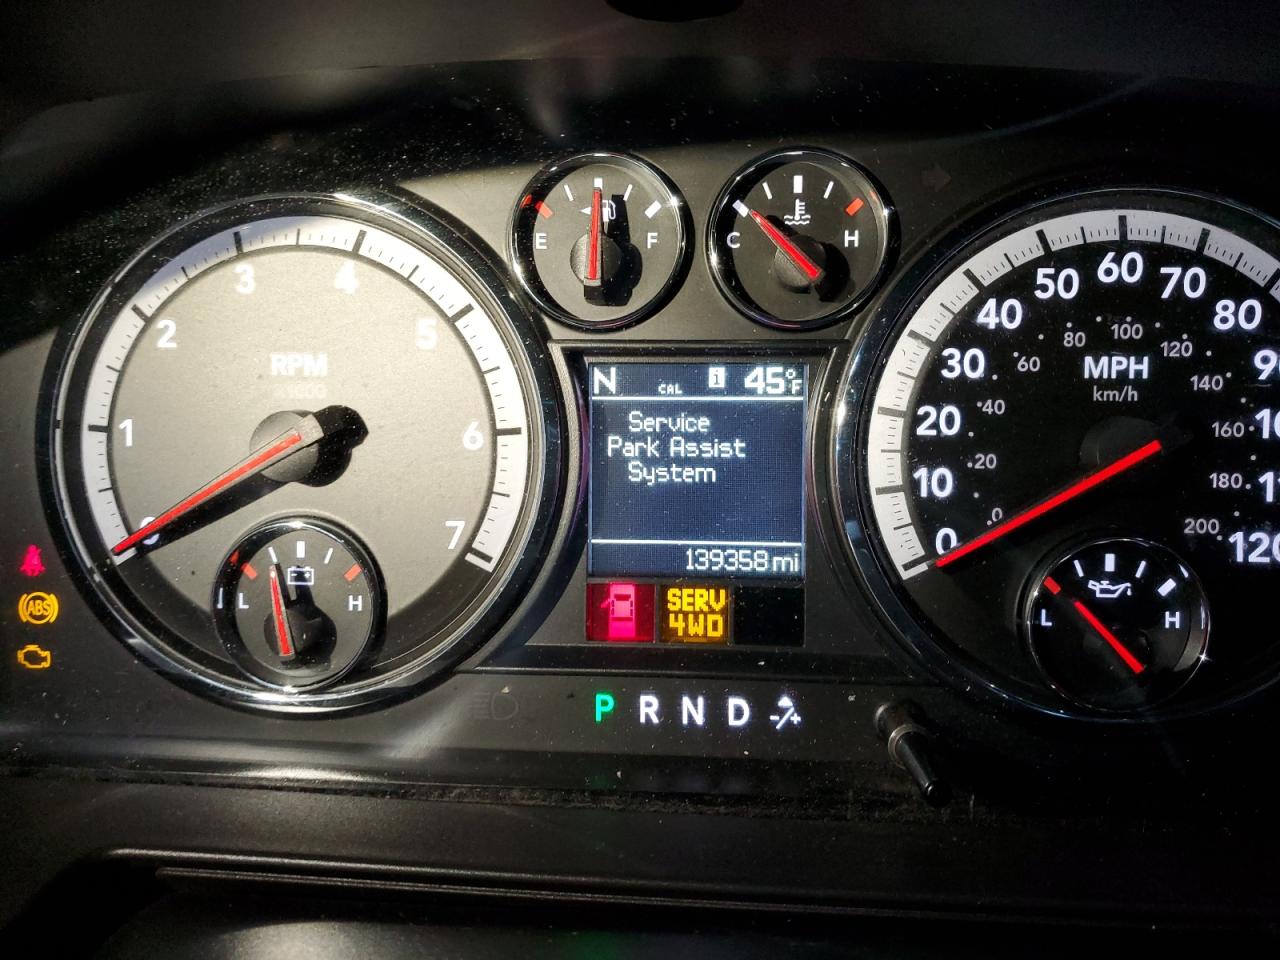 1
2
3
4
5
6
7
RPM
L
H
E
F
C
H
N
CAL
i
45°F
Service
Park Assist
System
139358 mi
SERV
4WD
P R N D -/+
ABS
0
10
20
30
40
50
60
70
80
120
MPH
km/h
0
20
40
60
80
100
120
140
160
180
200
L
H